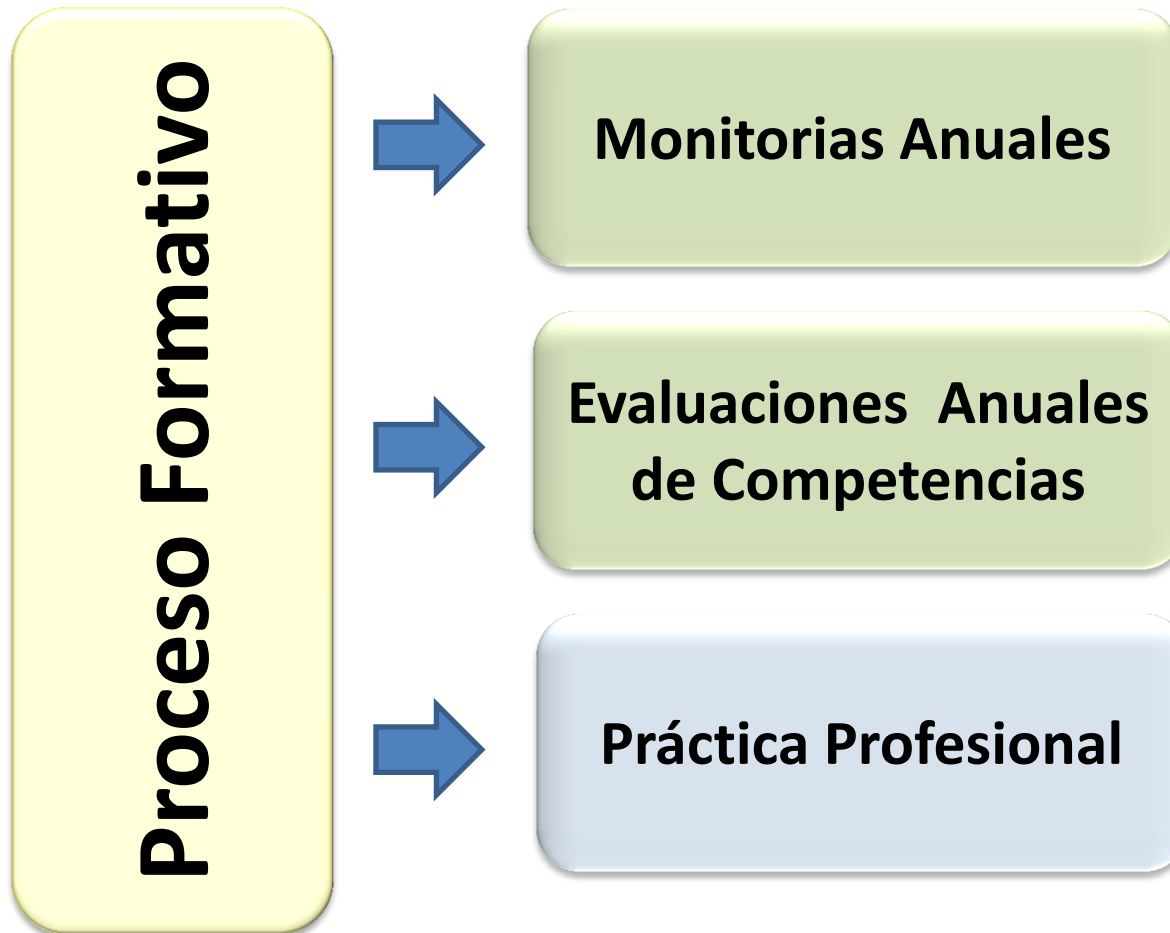 Proceso Formativo
Monitorias Anuales
Evaluaciones  Anuales
de Competencias
Práctica Profesional